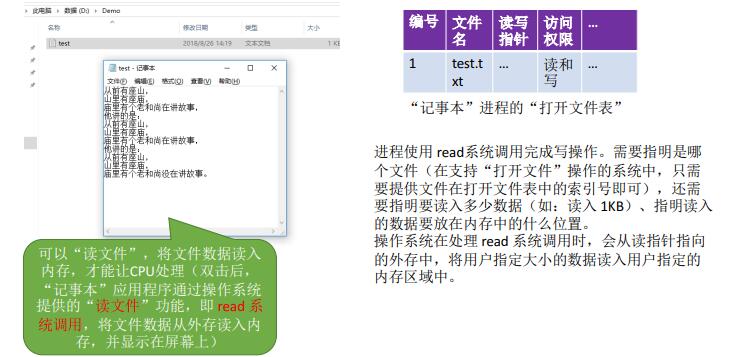 此电脑 > 数据 (D:) > Demo
名称 修改日期 类型 大小
test 2018/8/26 14:19 文本文档 1 KB
test - 记事本
文件(F) 编辑(E) 格式(O) 查看(V) 帮助(H)
从前有座山，
山里有座庙，
庙里有个老和尚在讲故事，
他讲的是：
从前有座山，
山里有座庙，
庙里有个老和尚在讲故事，
他讲的是：
从前有座山，
山里有座庙，
庙里有个老和尚没在讲故事。
可以“读文件”，将文件数据读入
内存，才能让CPU处理（双击后，
“记事本”应用程序通过操作系统
提供的“读文件”功能，即 read 系
统调用，将文件数据从外存读入内
存，并显示在屏幕上）
编号 文件名 读写指针 访问权限 ...
1 test.txt ... 读和写 ...
“记事本”进程的“打开文件表”
进程使用 read系统调用完成写操作。需要指明是哪
个文件（在支持“打开文件”操作的系统中，只需
要提供文件在打开文件表中的索引号即可），还需
要指明要读入多少数据（如：读入 1KB）、指明读入
的数据要放在内存中的什么位置。
操作系统在处理 read 系统调用时，会从读指针指向
的外存中，将用户指定大小的数据读入用户指定的
内存区域中。